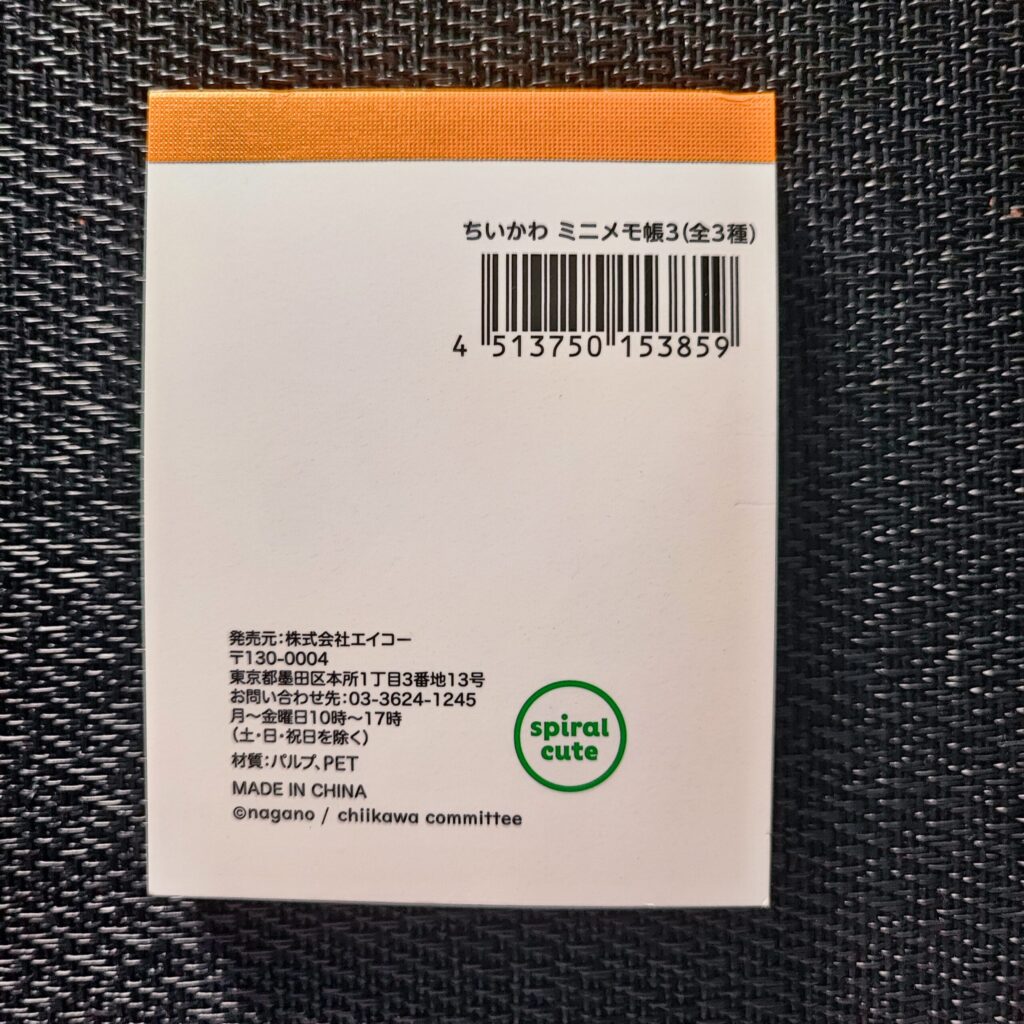 ちいかわ ミニメモ帳3(全3種)
4 513750 153859
発売元:株式会社エイコー
〒130-0004
東京都墨田区本所1丁目3番地13号
お問い合わせ先:03-3624-1245
月〜金曜日10時〜17時
(土・日・祝日を除く)
材質:パルプ、PET
MADE IN CHINA
©nagano / chiikawa committee
spiral
cute